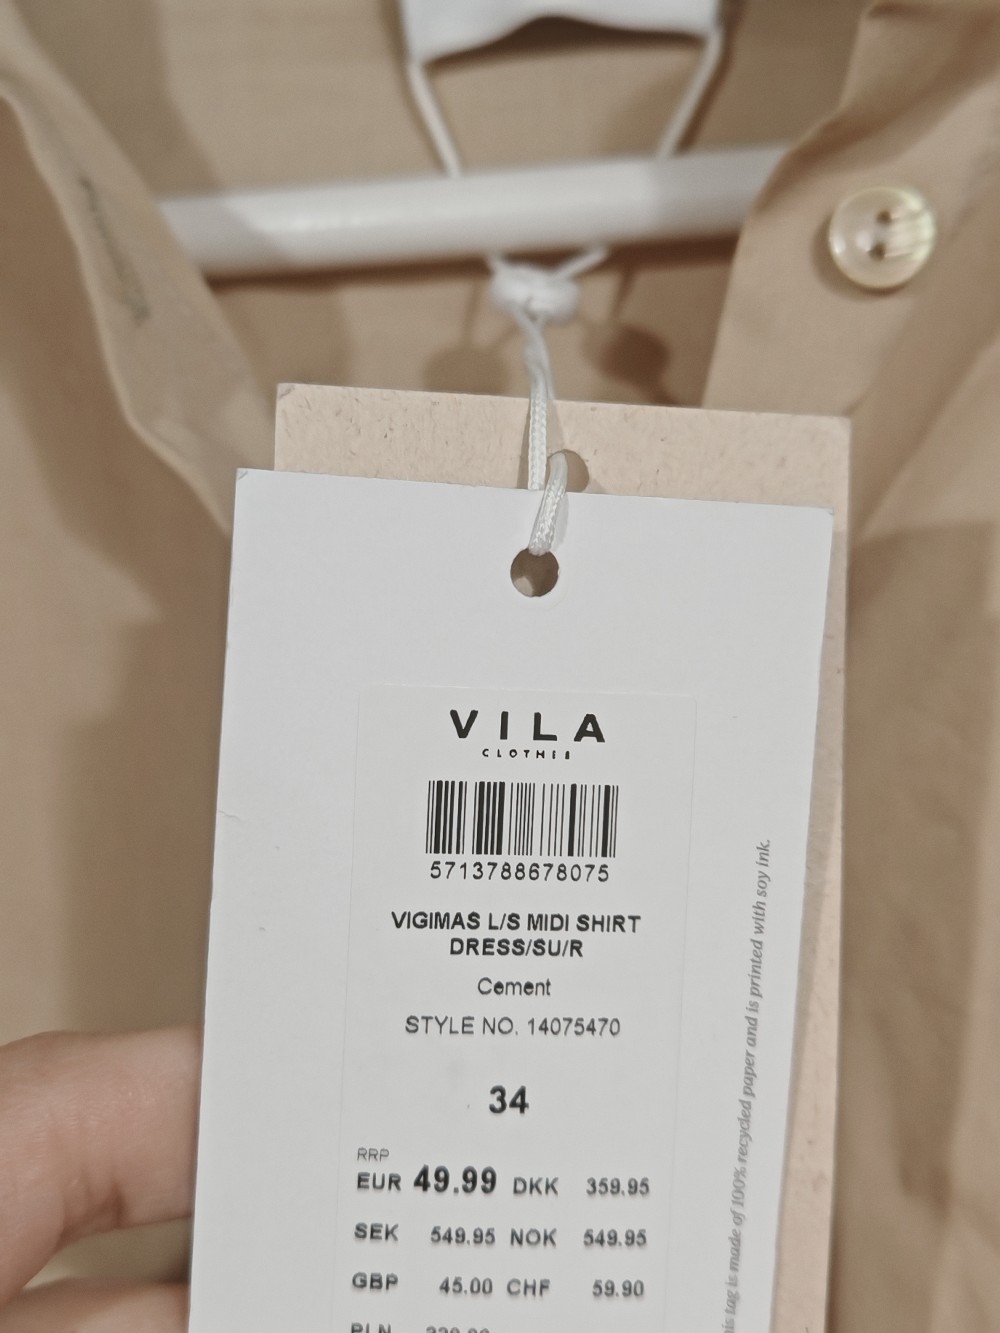 VILA
CLOTHES
5713788678075
VIGIMAS L/S MIDI SHIRT
DRESS/SU/R
Cement
STYLE NO. 14075470
34
RRP
EUR 49.99 DKK 359.95
SEK 549.95 NOK 549.95
GBP 45.00 CHF 59.90
PLN
tag is made of 100% recycled paper and is printed with soy ink.